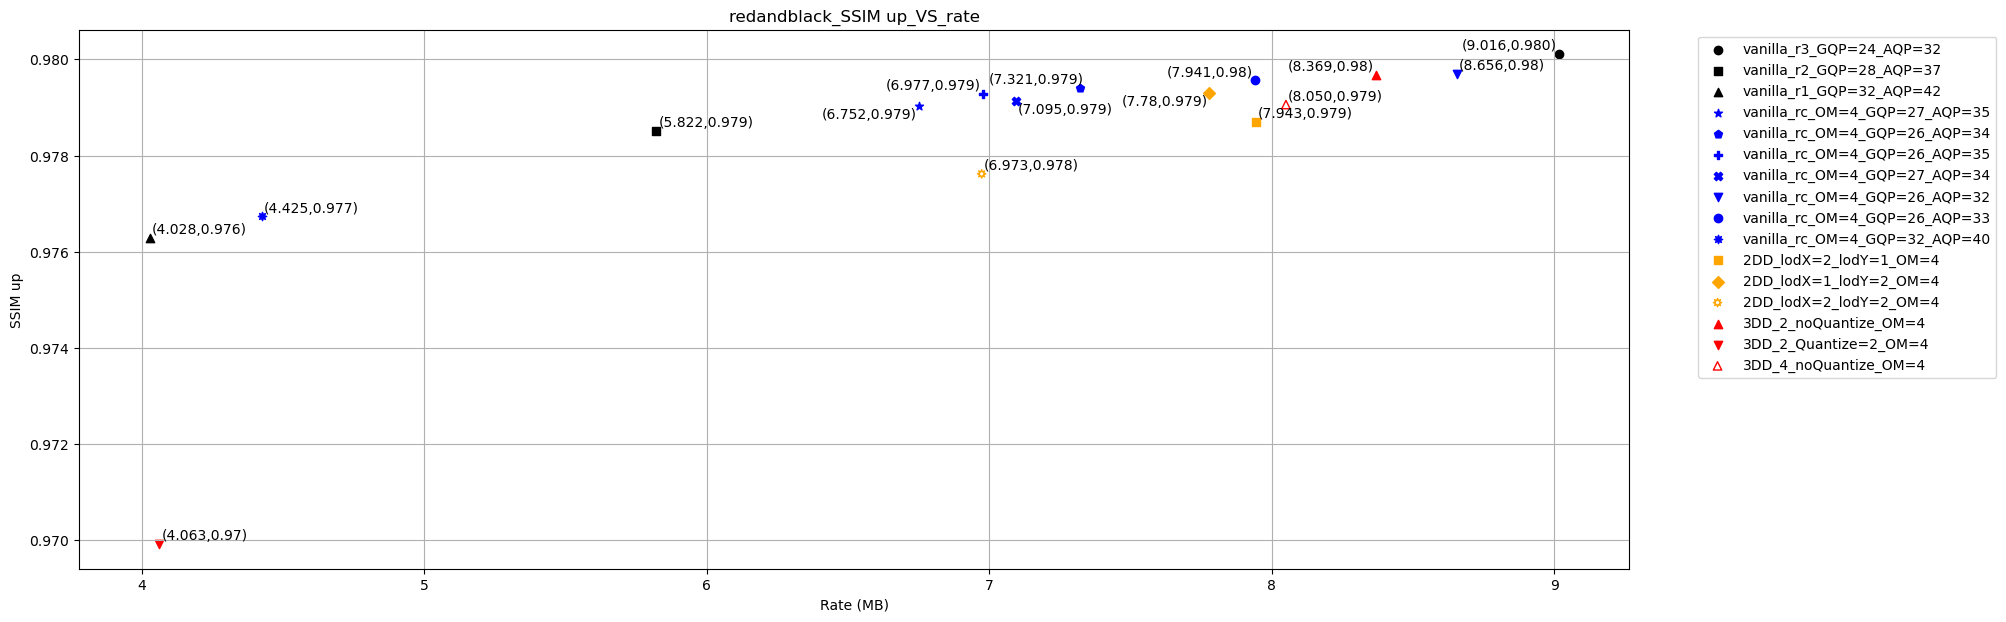 redandblack_SSIM up_VS_rate
0.980
0.978
0.976
0.974
0.972
0.970
SSIM up
(9.016,0.980)
(8.656,0.98)
(8.369,0.98)
(7.941,0.98)
(7.321,0.979)
(6.977,0.979)
(8.050,0.979)
(7.78,0.979)
(7.095,0.979)
(6.752,0.979)
(7.943,0.979)
(5.822,0.979)
(6.973,0.978)
(4.425,0.977)
(4.028,0.976)
(4.063,0.97)
4 5 6 7 8 9
Rate (MB)
vanilla_r3_GQP=24_AQP=32
vanilla_r2_GQP=28_AQP=37
vanilla_r1_GQP=32_AQP=42
vanilla_rc_OM=4_GQP=27_AQP=35
vanilla_rc_OM=4_GQP=26_AQP=34
vanilla_rc_OM=4_GQP=26_AQP=35
vanilla_rc_OM=4_GQP=27_AQP=34
vanilla_rc_OM=4_GQP=26_AQP=32
vanilla_rc_OM=4_GQP=26_AQP=33
vanilla_rc_OM=4_GQP=32_AQP=40
2DD_lodX=2_lodY=1_OM=4
2DD_lodX=1_lodY=2_OM=4
2DD_lodX=2_lodY=2_OM=4
3DD_2_noQuantize_OM=4
3DD_2_Quantize=2_OM=4
3DD_4_noQuantize_OM=4